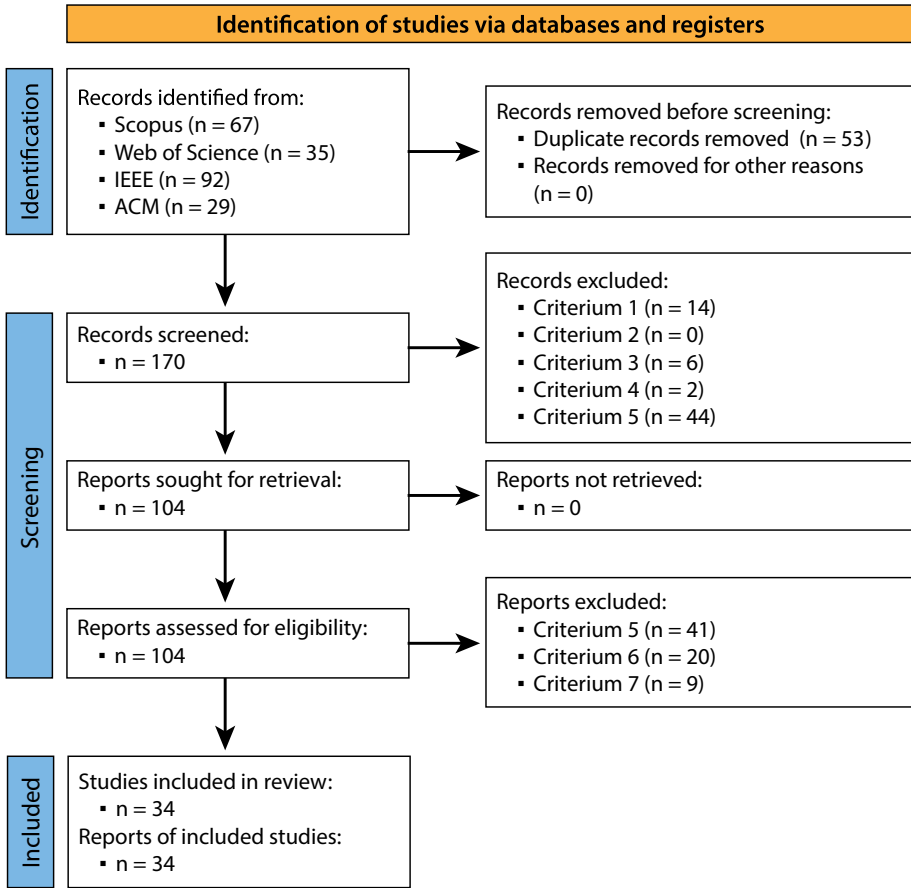 Identification of studies via databases and registers
Identification
Records identified from:
▪ Scopus (n = 67)
▪ Web of Science (n = 35)
▪ IEEE (n = 92)
▪ ACM (n = 29)
Records removed before screening:
▪ Duplicate records removed (n = 53)
▪ Records removed for other reasons
(n = 0)
Screening
Records screened:
▪ n = 170
Records excluded:
▪ Criterium 1 (n = 14)
▪ Criterium 2 (n = 0)
▪ Criterium 3 (n = 6)
▪ Criterium 4 (n = 2)
▪ Criterium 5 (n = 44)
Reports sought for retrieval:
▪ n = 104
Reports not retrieved:
▪ n = 0
Reports assessed for eligibility:
▪ n = 104
Reports excluded:
▪ Criterium 5 (n = 41)
▪ Criterium 6 (n = 20)
▪ Criterium 7 (n = 9)
Included
Studies included in review:
▪ n = 34
Reports of included studies:
▪ n = 34